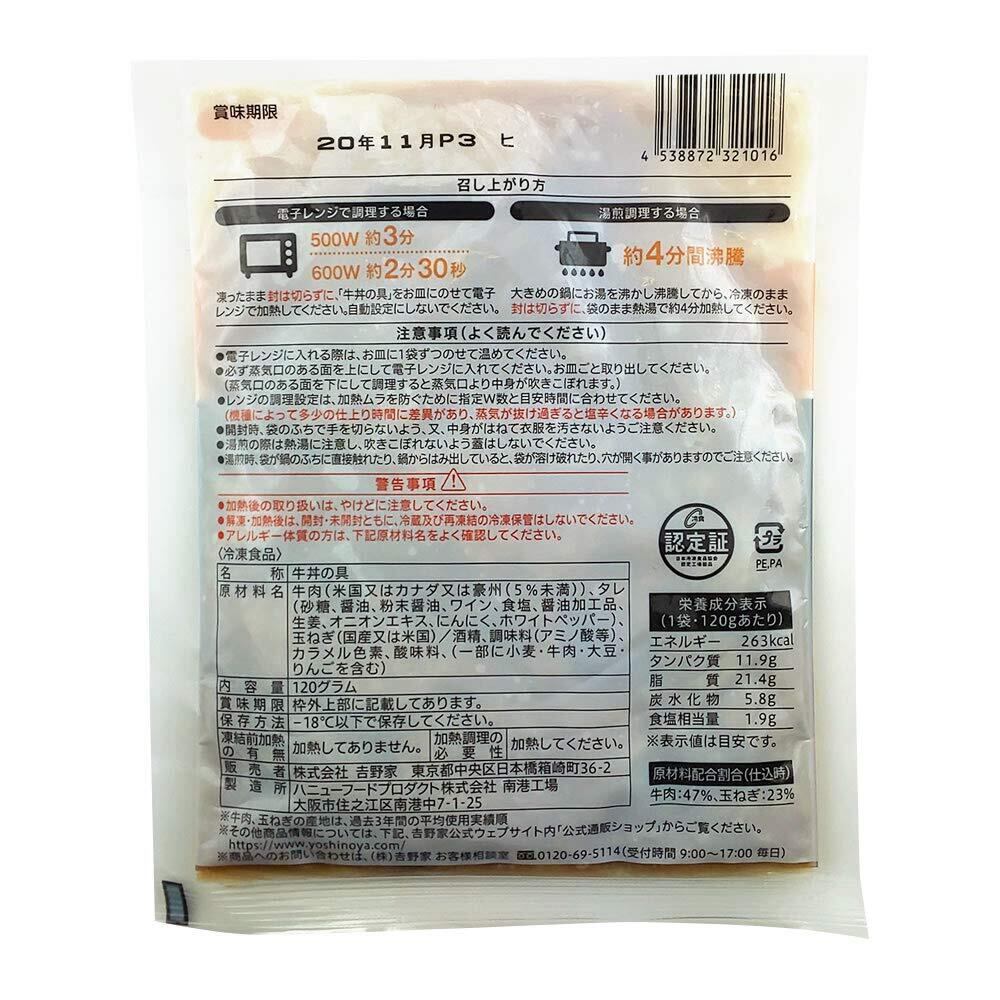 賞味期限
20年11月P3 ヒ
4 538872 321016
召し上がり方
電子レンジで調理する場合
500W 約3分
600W 約2分30秒
凍ったまま封は切らずに、「牛丼の具」をお皿にのせて電子
レンジで加熱してください。自動設定にしないでください。
湯煎調理する場合
約4分間沸騰
大きめの鍋にお湯を沸かし沸騰してから、冷凍のまま
封は切らずに、袋のまま熱湯で約4分加熱してください。
注意事項(よく読んでください)
●電子レンジに入れる際は、お皿に1袋ずつのせて温めてください。
●必ず蒸気口のある面を上にして電子レンジに入れてください。お皿ごと取り出してください。
(蒸気口のある面を下にして調理すると蒸気口より中身が吹きこぼれます。)
●レンジの調理設定は、加熱ムラを防ぐために指定W数と目安時間に合わせてください。
(機種によって多少の仕上り時間に差異があり、蒸気が抜け過ぎると塩辛くなる場合があります。)
●開封時、袋のふちで手を切らないよう、又、中身がはねて衣服を汚さないようご注意ください。
●湯煎の際は熱湯に注意し、吹きこぼれないよう蓋はしないでください。
●湯煎時、袋が鍋のふちに直接触れたり、鍋からはみ出していると、袋が溶け破れたり、穴が開く事がありますのでご注意ください。
警告事項
●加熱後の取り扱いは、やけどに注意してください。
●解凍・加熱後は、開封・未開封ともに、冷蔵及び再凍結の冷凍保管はしないでください。
●アレルギー体質の方は、下記原材料名をよく確認してください。
冷食
認定証
日本冷凍食品協会
認定工場製品
プラ
PE,PA
〈冷凍食品〉
名称 牛丼の具
原材料名 牛肉(米国又はカナダ又は豪州(5%未満))、タレ
(砂糖、醤油、粉末醤油、ワイン、食塩、醤油加工品、
生姜、オニオンエキス、にんにく、ホワイトペッパー)、
玉ねぎ(国産又は米国)/酒精、調味料(アミノ酸等)、
カラメル色素、酸味料、(一部に小麦・牛肉・大豆・
りんごを含む)
内容量 120グラム
賞味期限 枠外上部に記載してあります。
保存方法 −18℃以下で保存してください。
凍結前加熱の有無 加熱してありません。 加熱調理の必要性 加熱してください。
販売者 株式会社 吉野家 東京都中央区日本橋箱崎町36-2
製造所 ハニューフードプロダクト株式会社 南港工場
大阪市住之江区南港中7-1-25
栄養成分表示
(1袋・120gあたり)
エネルギー 263kcal
タンパク質 11.9g
脂質 21.4g
炭水化物 5.8g
食塩相当量 1.9g
※表示値は目安です。
原材料配合割合(仕込時)
牛肉:47%、玉ねぎ:23%
※牛肉、玉ねぎの産地は、過去3年間の平均使用実績順
※その他商品情報については、下記、吉野家公式ウェブサイト内「公式通販ショップ」からご覧ください。
https://www.yoshinoya.com/
※商品へのお問い合わせは、(株)吉野家 お客様相談室 0120-69-5114(受付時間 9:00〜17:00 毎日)